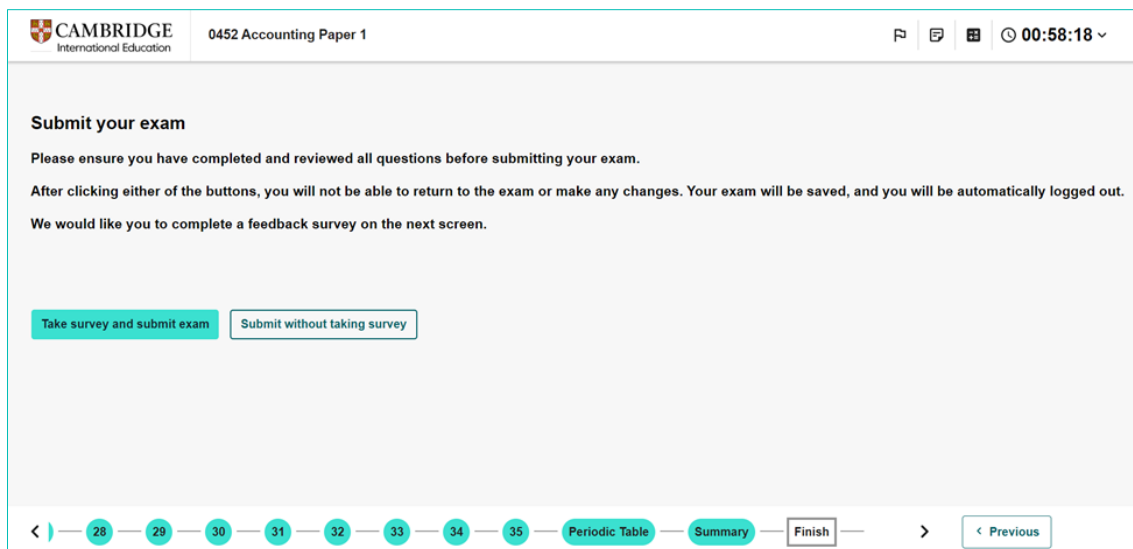 CAMBRIDGE
International Education
0452 Accounting Paper 1
00:58:18
Submit your exam
Please ensure you have completed and reviewed all questions before submitting your exam.
After clicking either of the buttons, you will not be able to return to the exam or make any changes. Your exam will be saved, and you will be automatically logged out.
We would like you to complete a feedback survey on the next screen.
Take survey and submit exam Submit without taking survey
28 29 30 31 32 33 34 35 Periodic Table Summary Finish Previous